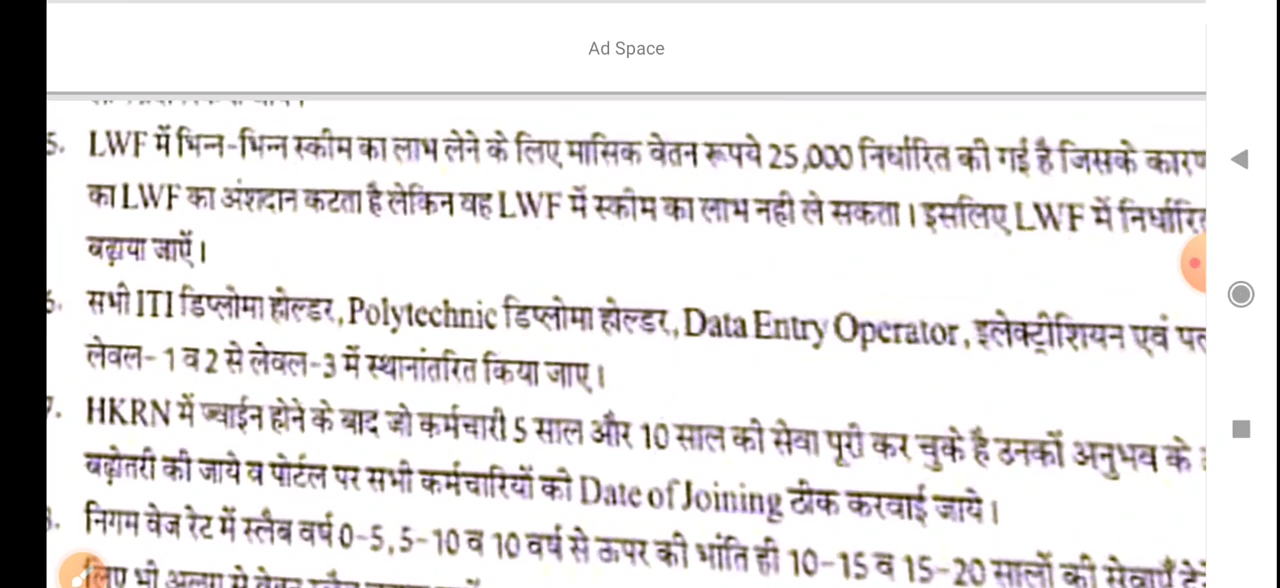 Ad Space
5. LWF में भिन्न-भिन्न स्कीम का लाभ लेने के लिए मासिक वेतन रूपये 25,000 निर्धारित की गई है जिसके कारण
का LWF का अंशदान कटता है लेकिन वह LWF में स्कीम का लाभ नही ले सकता। इसलिए LWF में निर्धारित
बढ़ाया जाऐं।
6. सभी ITI डिप्लोमा होल्डर, Polytechnic डिप्लोमा होल्डर, Data Entry Operator, इलेक्ट्रीशियन एवं
लेवल-1 व 2 से लेवल-3 में स्थानांतरित किया जाए।
7. HKRN में ज्वाईन होने के बाद जो कर्मचारी 5 साल और 10 साल की सेवा पूरी कर चुके है उनकों अनुभव के
बढ़ोतरी की जाये व पोर्टल पर सभी कर्मचारियों की Date of Joining ठीक करवाई जाये।
8. निगम वेज रेट में स्लैब वर्ष 0-5, 5-10 व 10 वर्ष से ऊपर की भांति ही 10-15 व 15-20 सालों की सेवाएँ
लिए भी अलग से